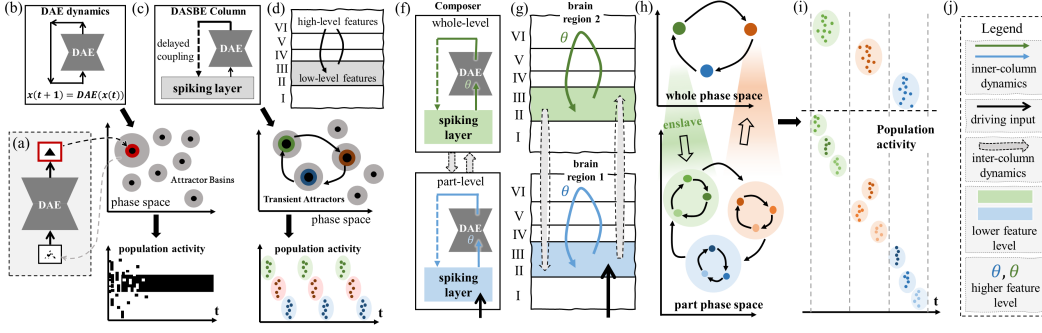 (a)
DAE
(b)
DAE dynamics
DAE
x(t + 1) = DAE(x(t))
Attractor Basins
phase space
population activity
t
(c)
DASBE Column
delayed
coupling
DAE
spiking layer
Transient Attractors
phase space
population activity
t
(d)
high-level features
low-level features
VI
V
IV
III
II
I
(f)
Composer
whole-level
DAE
θ
spiking
layer
part-level
DAE
θ
spiking
layer
(g)
brain
region 2
VI
θ
V
IV
III
II
I
brain
region 1
VI
θ
V
IV
III
II
I
(h)
whole phase space
enslave
part phase space
(i)
Population
activity
t
(j)
Legend
inner-column
dynamics
driving input
inter-column
dynamics
lower feature
level
θ, θ
higher feature
level